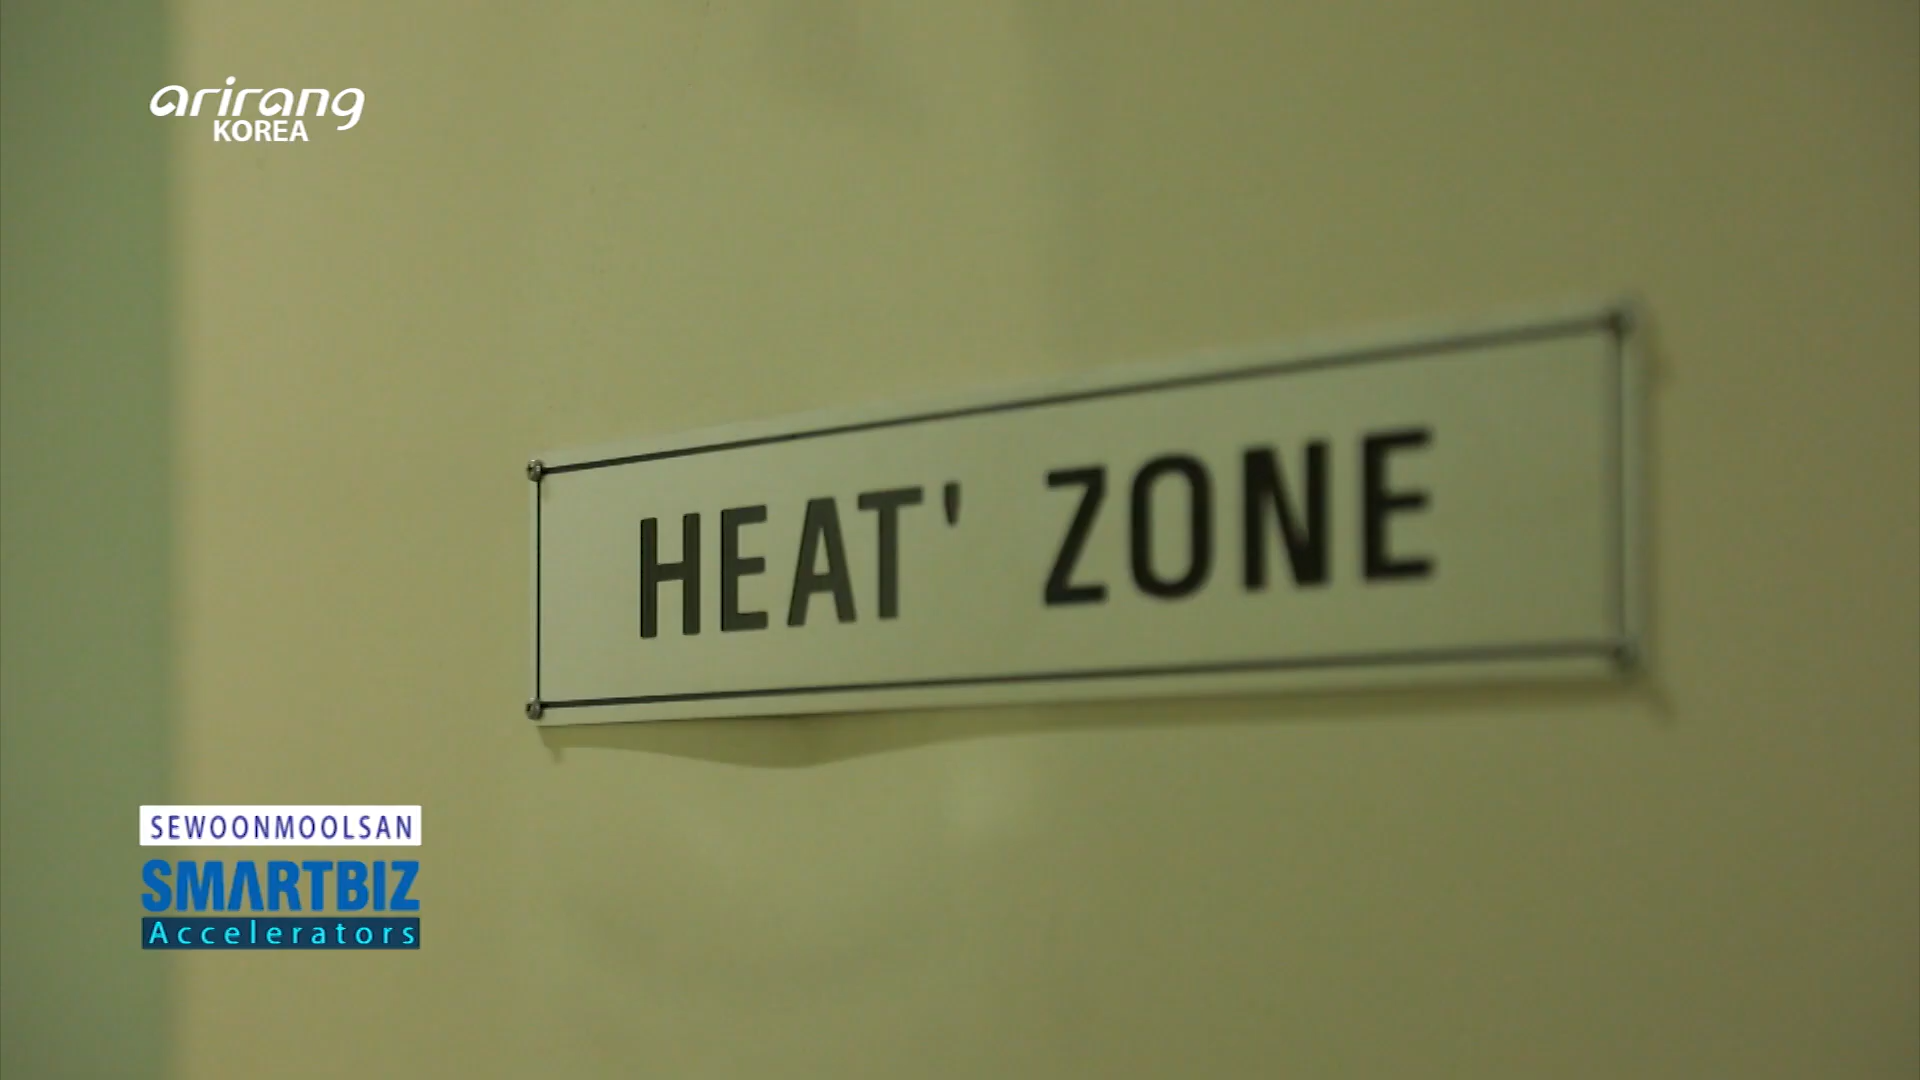 arirang
KOREA
HEAT' ZONE
SEWOONMOOLSAN
SMARTBIZ
Accelerators